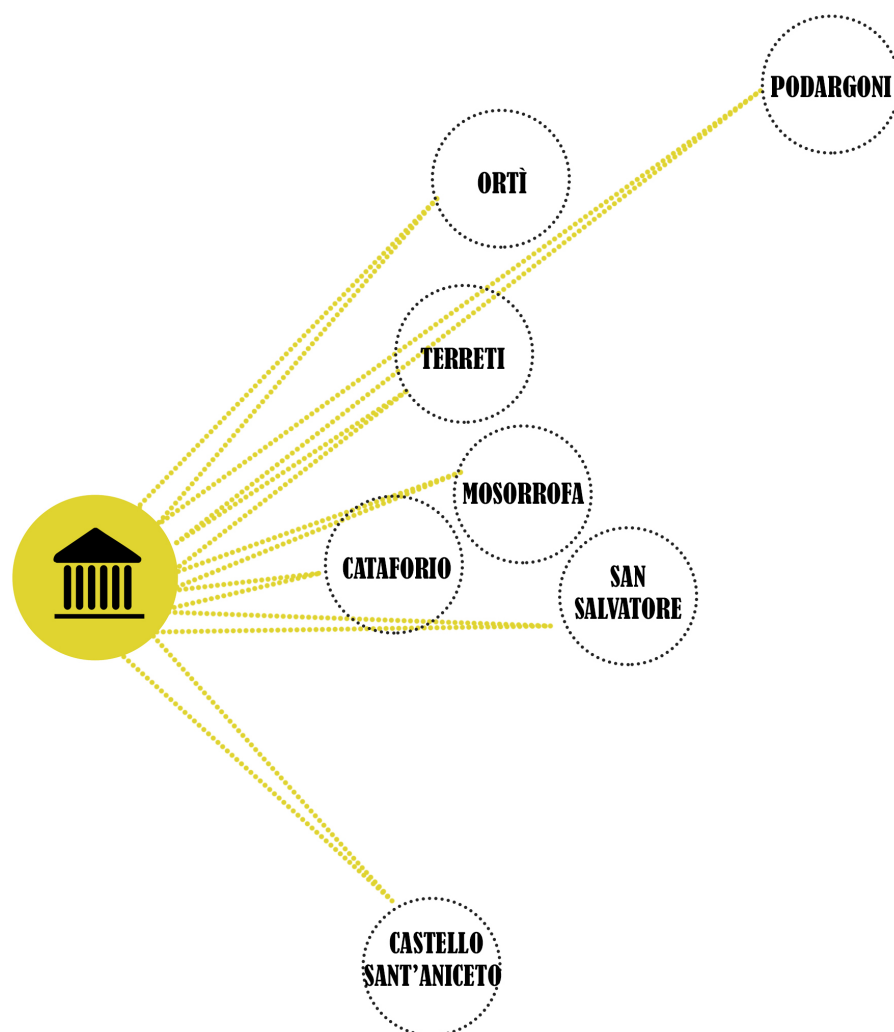 PODARGONI
ORTÌ
TERRETI
MOSORROFA
CATAFORIO
SAN
SALVATORE
CASTELLO
SANT'ANICETO